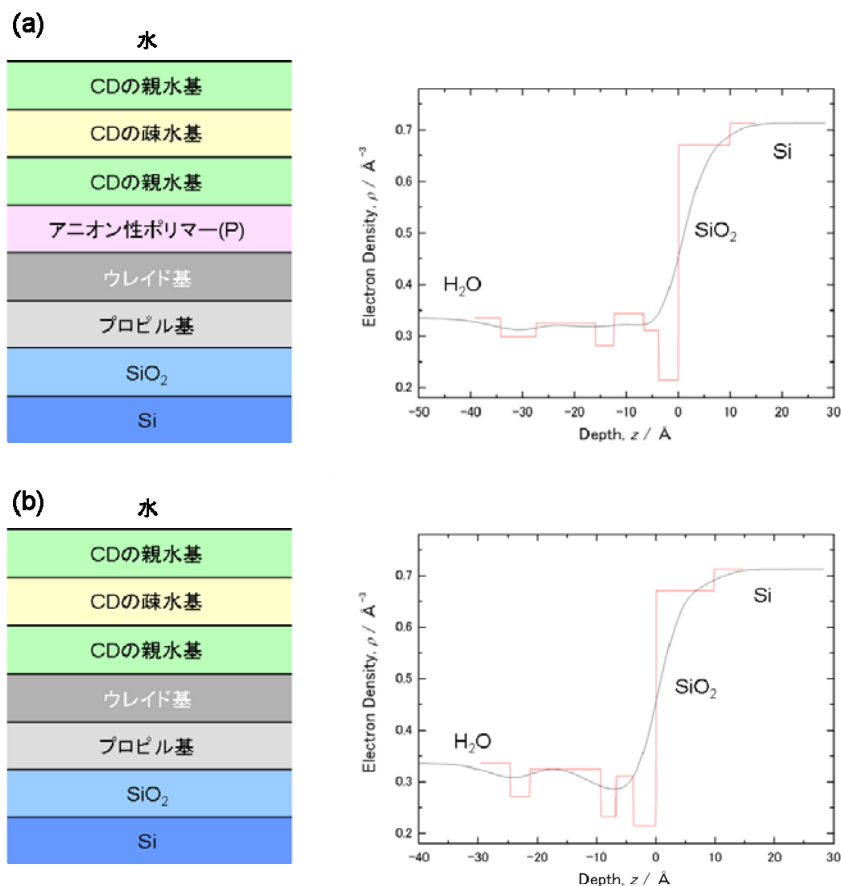 (a)
水
CDの親水基
CDの疎水基
CDの親水基
アニオン性ポリマー(P)
ウレイド基
プロピル基
SiO₂
Si
Electron Density, ρ / Å⁻³
0.7
0.6
0.5
0.4
0.3
0.2
Si
SiO₂
H₂O
-50 -40 -30 -20 -10 0 10 20 30
Depth, z / Å
(b)
水
CDの親水基
CDの疎水基
CDの親水基
ウレイド基
プロピル基
SiO₂
Si
Electron Density, ρ / Å⁻³
0.7
0.6
0.5
0.4
0.3
0.2
Si
SiO₂
H₂O
-40 -30 -20 -10 0 10 20 30
Depth, z / Å